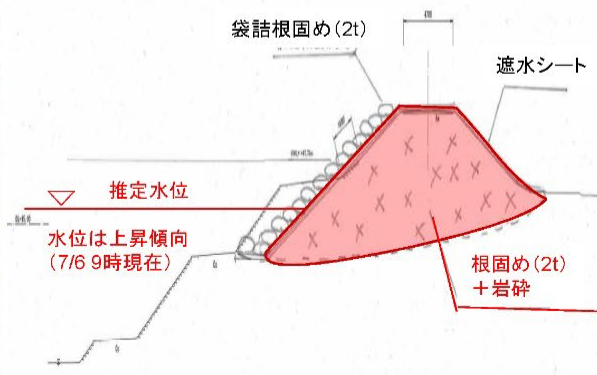 袋詰根固め(2t)
遮水シート
推定水位
水位は上昇傾向
(7/6 9時現在)
根固め(2t)
＋岩砕